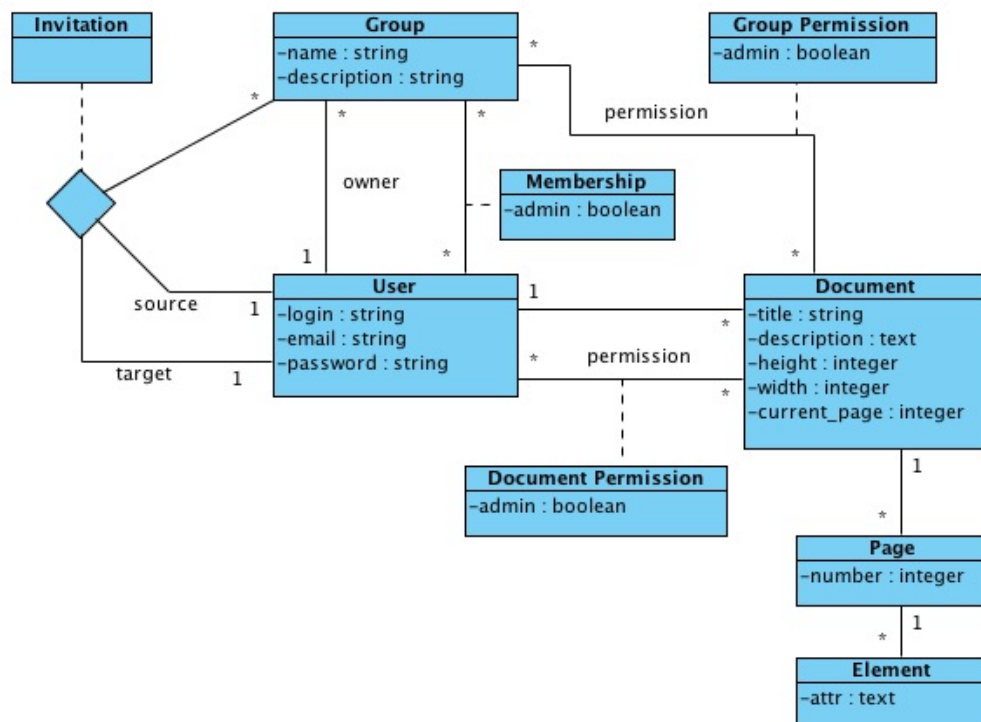 Invitation
Group
-name : string
-description : string
Group Permission
-admin : boolean
*
*
*
*
permission
owner
Membership
-admin : boolean
1
*
*
source
1
target
1
User
-login : string
-email : string
-password : string
1
*
permission
*
*
Document
-title : string
-description : text
-height : integer
-width : integer
-current_page : integer
Document Permission
-admin : boolean
1
*
Page
-number : integer
1
*
Element
-attr : text